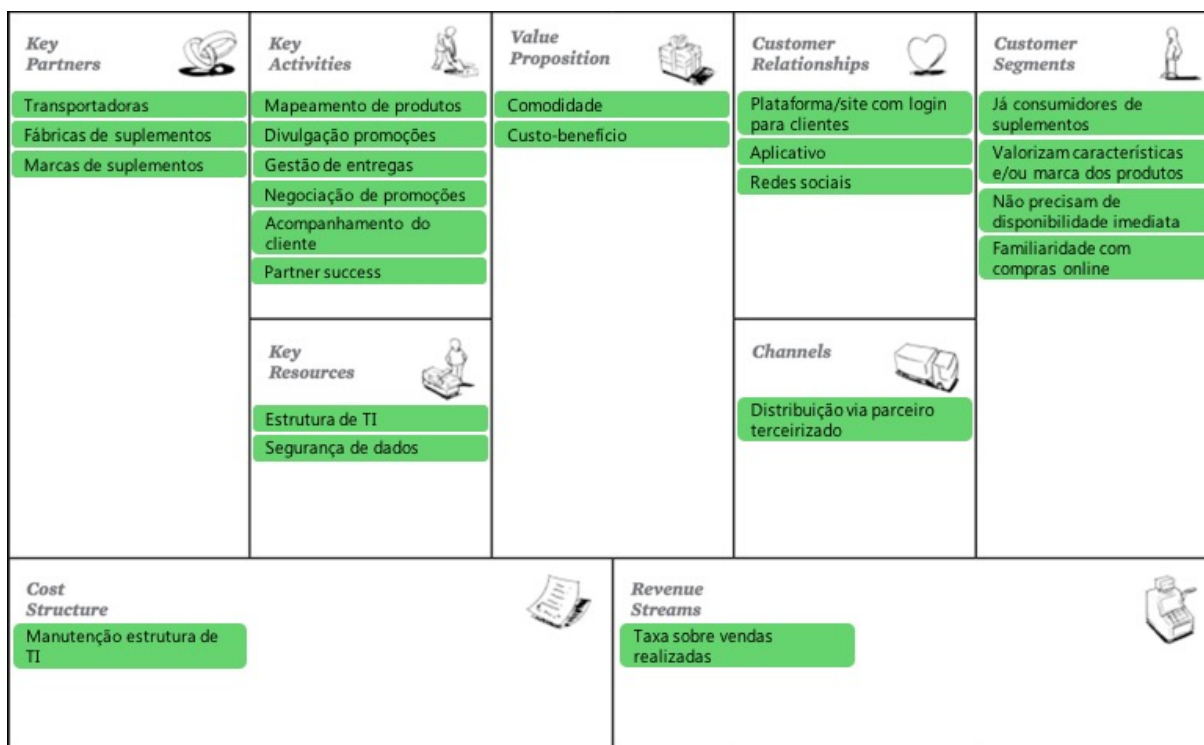 Key
Partners
Transportadoras
Fábricas de suplementos
Marcas de suplementos
Key
Activities
Mapeamento de produtos
Divulgação promoções
Gestão de entregas
Negociação de promoções
Acompanhamento do
cliente
Partner success
Key
Resources
Estrutura de TI
Segurança de dados
Value
Proposition
Comodidade
Custo-benefício
Customer
Relationships
Plataforma/site com login
para clientes
Aplicativo
Redes sociais
Channels
Distribuição via parceiro
terceirizado
Customer
Segments
Já consumidores de
suplementos
Valorizam características
e/ou marca dos produtos
Não precisam de
disponibilidade imediata
Familiaridade com
compras online
Cost
Structure
Manutenção estrutura de
TI
Revenue
Streams
Taxa sobre vendas
realizadas